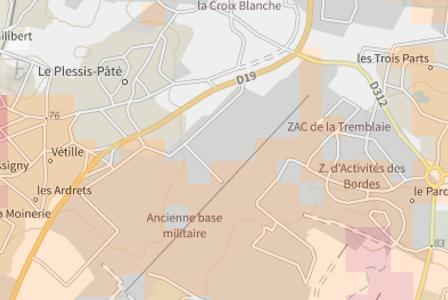 la Croix Blanche
ilibert
les Trois Parts
Le Plessis-Pâté
D19
D312
76
ZAC de la Tremblaie
Vétille
ssigny
Z. d'Activités des
Bordes
les Ardrets
le Parc
a Moinerie
Ancienne base
militaire
83